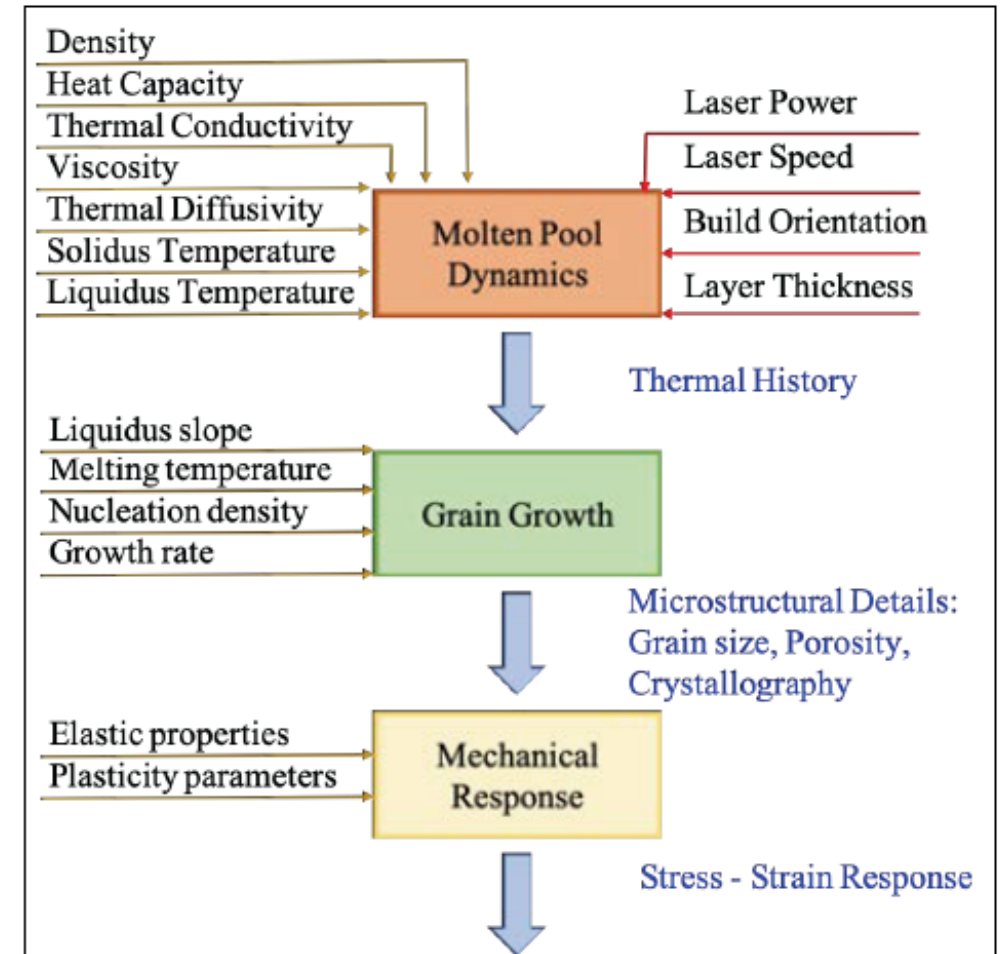 Density
Heat Capacity
Thermal Conductivity
Viscosity
Thermal Diffusivity
Solidus Temperature
Liquidus Temperature
Laser Power
Laser Speed
Build Orientation
Layer Thickness
Molten Pool
Dynamics
Thermal History
Liquidus slope
Melting temperature
Nucleation density
Growth rate
Grain Growth
Microstructural Details:
Grain size, Porosity,
Crystallography
Elastic properties
Plasticity parameters
Mechanical
Response
Stress - Strain Response